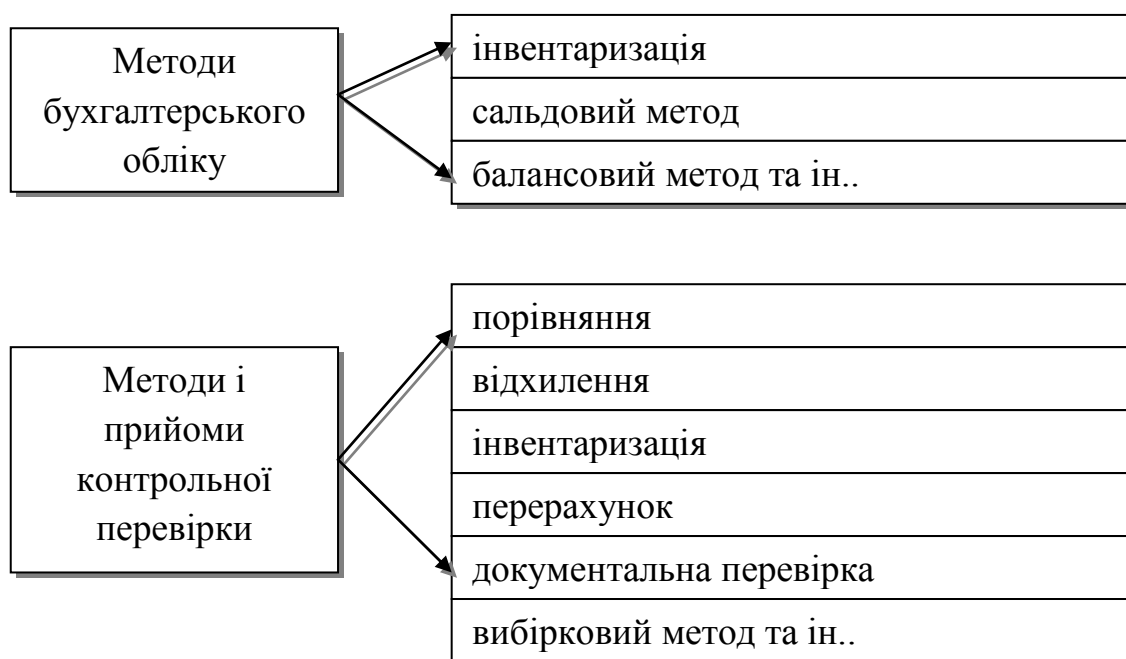 Методи
бухгалтерського
обліку
інвентаризація
сальдовий метод
балансовий метод та ін..
Методи і
прийоми
контрольної
перевірки
порівняння
відхилення
інвентаризація
перерахунок
документальна перевірка
вибірковий метод та ін..